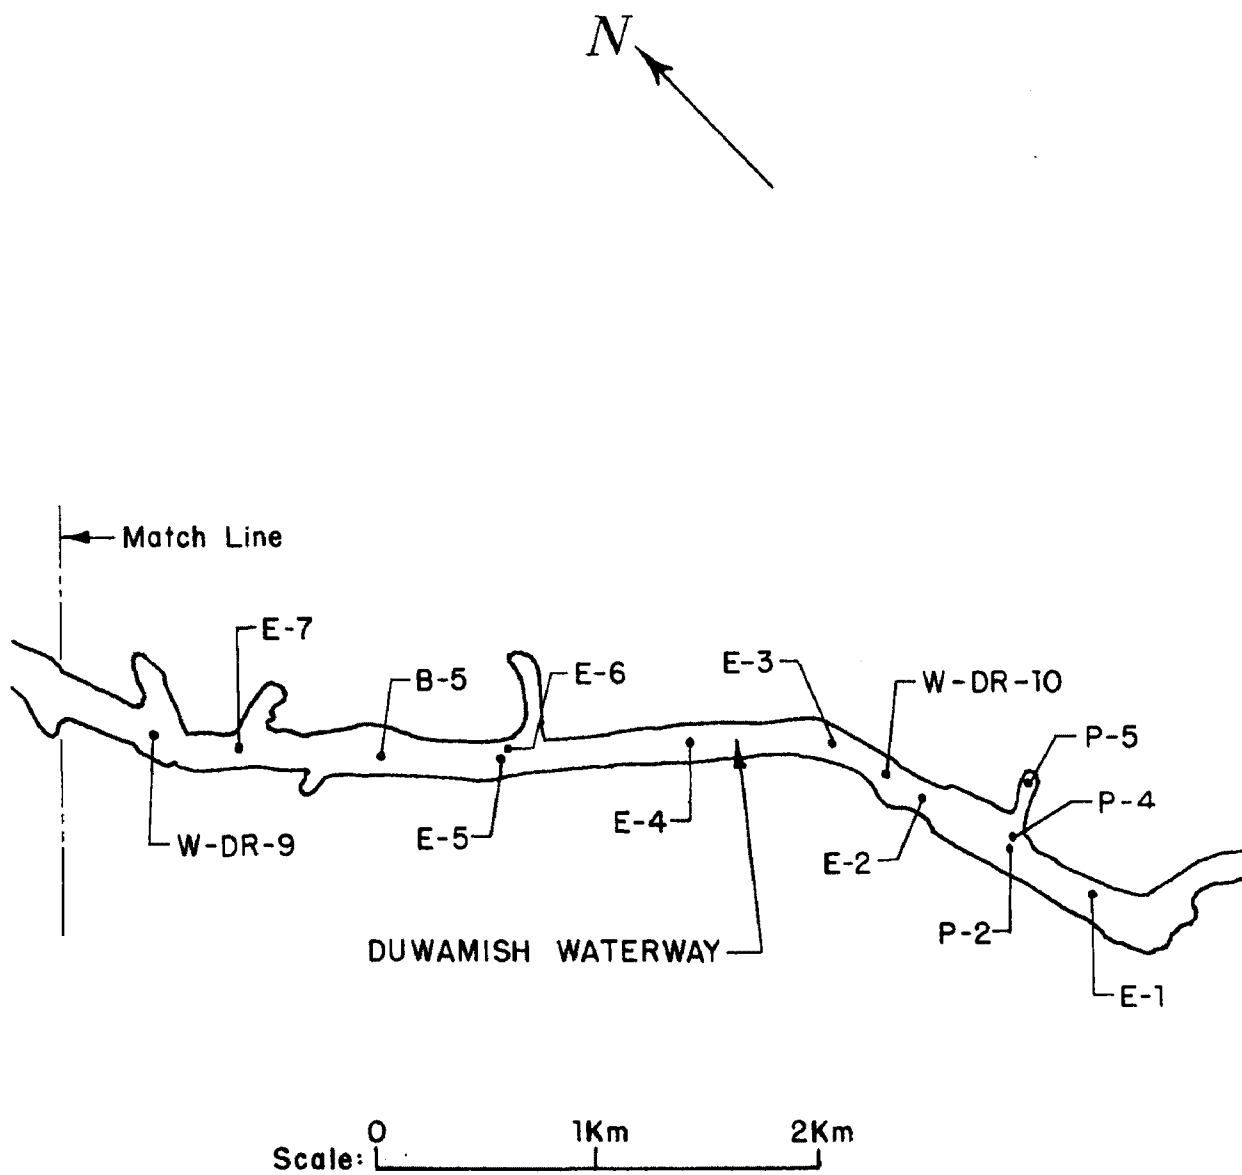 N
Match Line
E-7
B-5
E-6
E-3
W-DR-10
P-5
P-4
W-DR-9
E-5
E-4
E-2
P-2
DUWAMISH WATERWAY
E-1
0 1Km 2Km
Scale: